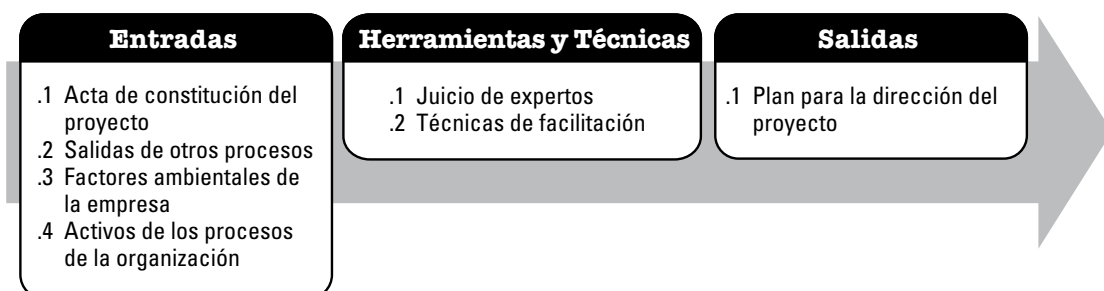 Entradas
.1 Acta de constitución del
proyecto
.2 Salidas de otros procesos
.3 Factores ambientales de
la empresa
.4 Activos de los procesos
de la organización
Herramientas y Técnicas
.1 Juicio de expertos
.2 Técnicas de facilitación
Salidas
.1 Plan para la dirección del
proyecto